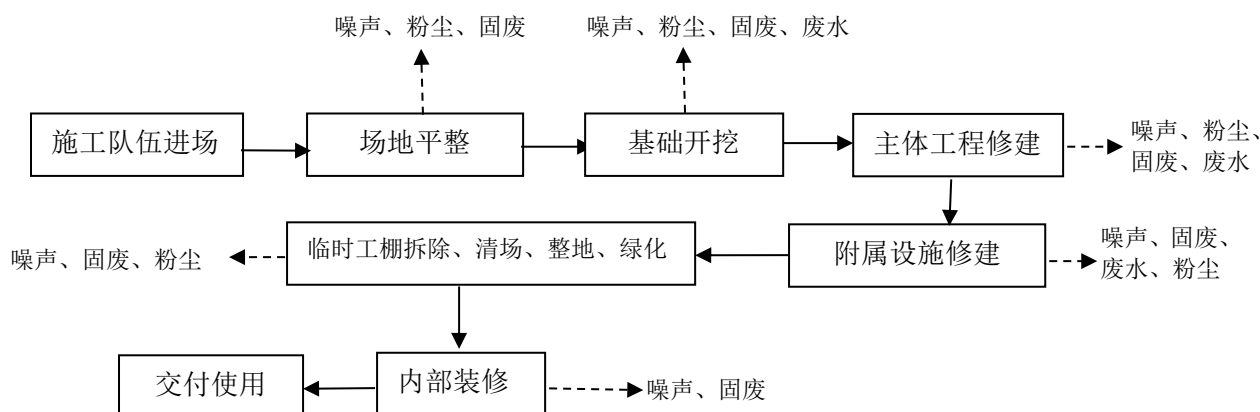 噪声、粉尘、固废
噪声、粉尘、固废、废水
施工队伍进场
场地平整
基础开挖
主体工程修建
噪声、粉尘、
固废、废水
噪声、固废、粉尘
临时工棚拆除、清场、整地、绿化
附属设施修建
噪声、固废、
废水、粉尘
交付使用
内部装修
噪声、固废